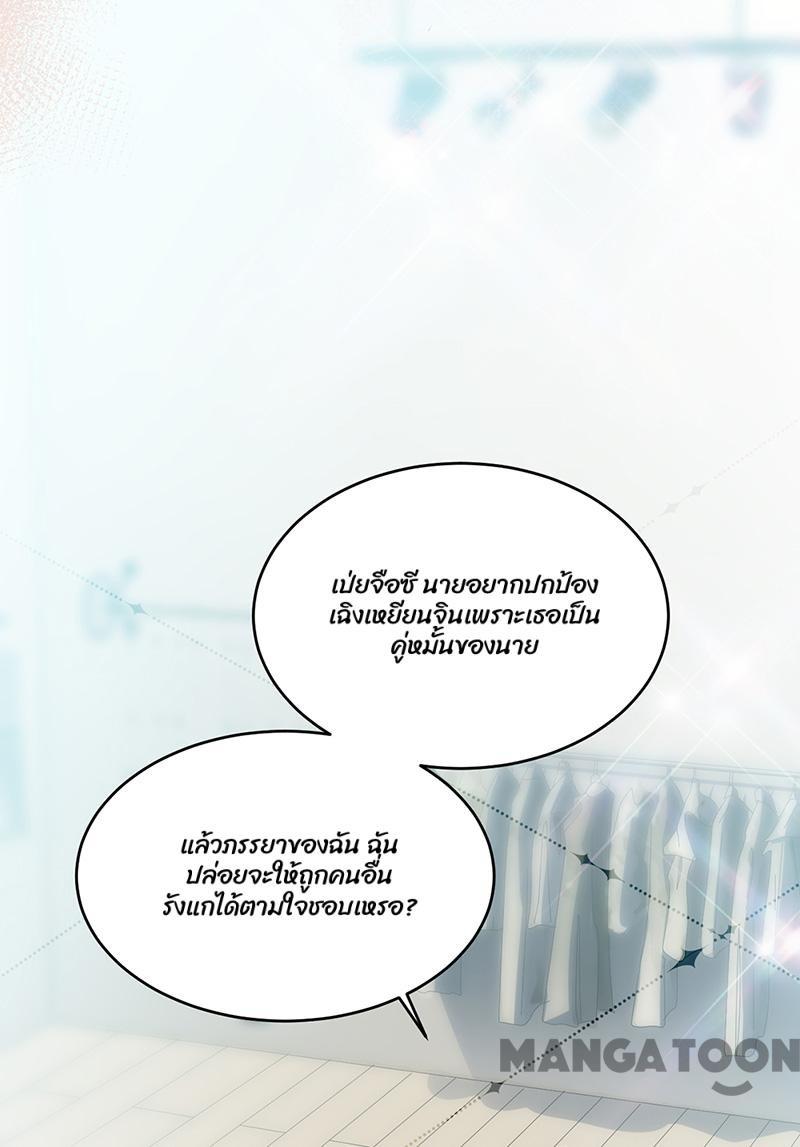 เป่ยจือซี นายอยากปกป้อง
เฉิงเหยียนจินเพราะเธอเป็น
คู่หมั้นของนาย
แล้วภรรยาของฉัน ฉัน
ปล่อยจะให้ถูกคนอื่น
รังแกได้ตามใจชอบเหรอ?
MANGATOON